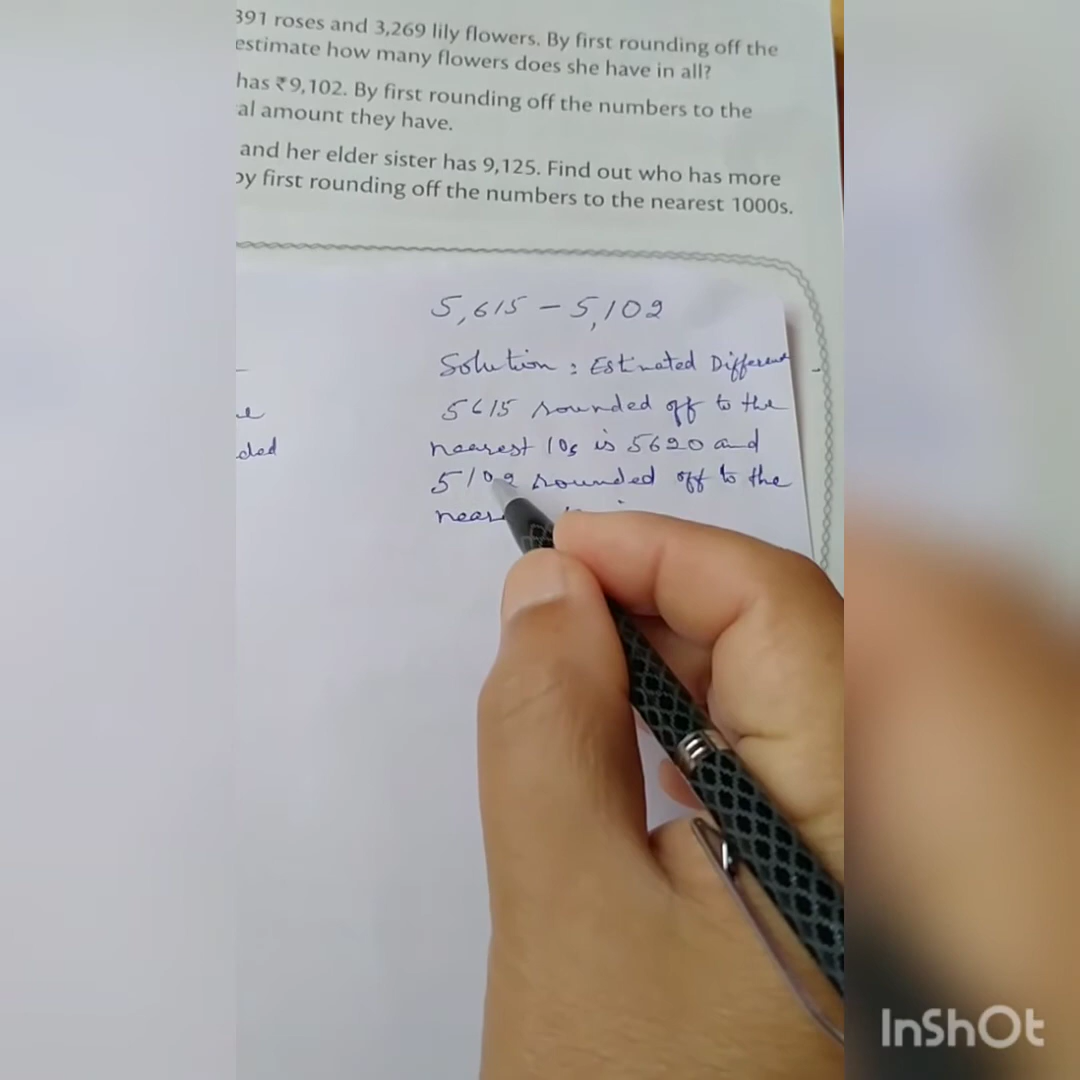 391 roses and 3,269 lily flowers. By first rounding off the
estimate how many flowers does she have in all?
has ₹9,102. By first rounding off the numbers to the
al amount they have.
and her elder sister has 9,125. Find out who has more
by first rounding off the numbers to the nearest 1000s.
5,615 - 5,102
Solution : Estimated Different
5615 rounded off to the
nearest 10s is 5620 and
ded
5102 rounded off to the
near
InShOt